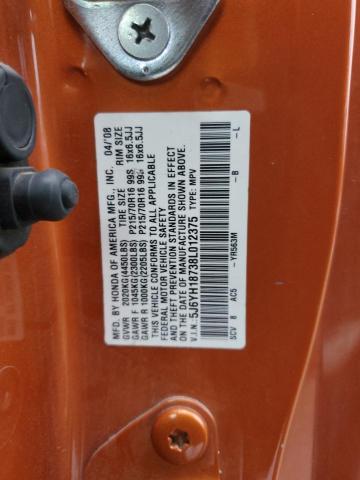 MFD. BY HONDA OF AMERICA MFG., INC. 04/'08
GVWR 2020KG(4450LBS) TIRE SIZE RIM SIZE
GAWR F 1045KG(2300LBS) P215/70R16 99S 16x6.5JJ
GAWR R 1000KG(2205LBS) P215/70R16 99S 16x6.5JJ
THIS VEHICLE CONFORMS TO ALL APPLICABLE
FEDERAL MOTOR VEHICLE SAFETY
AND THEFT PREVENTION STANDARDS IN EFFECT
ON THE DATE OF MANUFACTURE SHOWN ABOVE.
V.I.N. 5J6YH18738L012375 TYPE: MPV
SCV 8 AC5 -YR563M -B -L